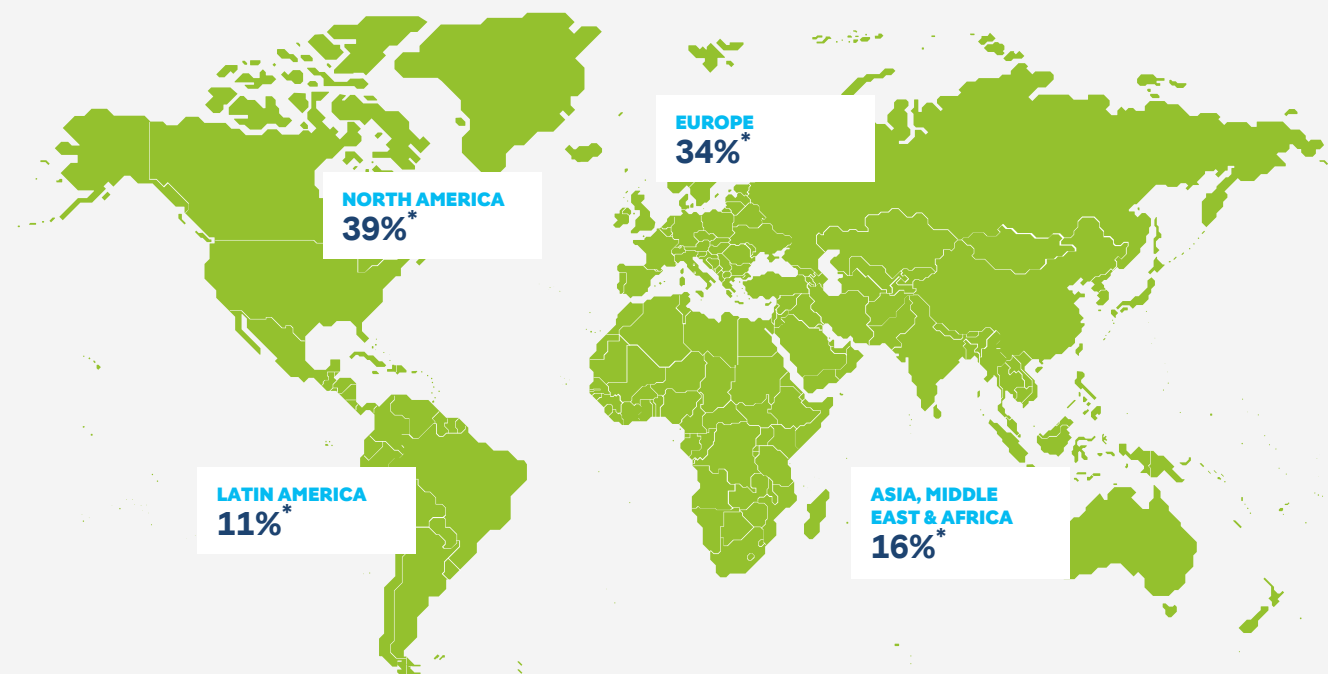 EUROPE
34%*
NORTH AMERICA
39%*
LATIN AMERICA
11%*
ASIA, MIDDLE
EAST & AFRICA
16%*